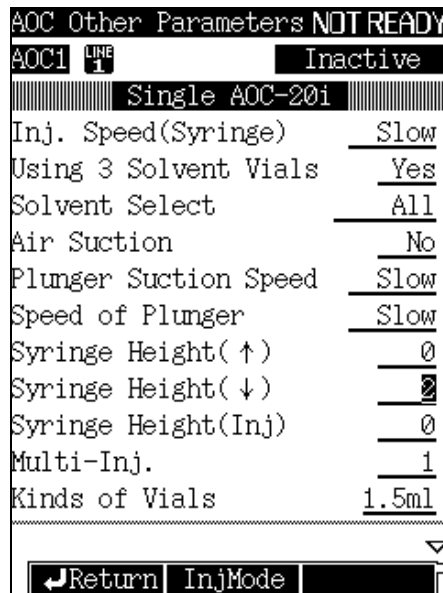 AOC Other Parameters NOT READY
AOC1 LINE 1 Inactive
Single AOC-20i
Inj. Speed(Syringe) Slow
Using 3 Solvent Vials Yes
Solvent Select All
Air Suction No
Plunger Suction Speed Slow
Speed of Plunger Slow
Syringe Height(↑) 0
Syringe Height(↓) 2
Syringe Height(Inj) 0
Multi-Inj. 1
Kinds of Vials 1.5ml
Return InjMode